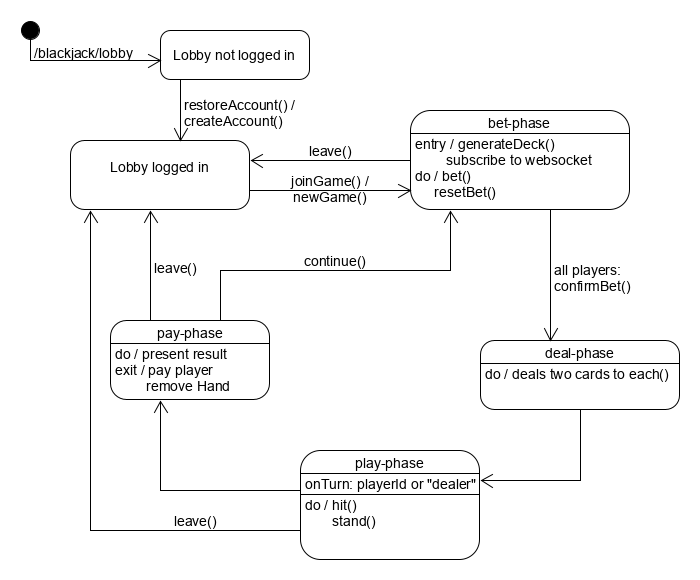 /blackjack/lobby
Lobby not logged in
restoreAccount() /
createAccount()
Lobby logged in
leave()
joinGame() /
newGame()
bet-phase
entry / generateDeck()
subscribe to websocket
do / bet()
resetBet()
leave()
continue()
all players:
confirmBet()
pay-phase
do / present result
exit / pay player
remove Hand
deal-phase
do / deals two cards to each()
play-phase
onTurn: playerId or "dealer"
do / hit()
stand()
leave()